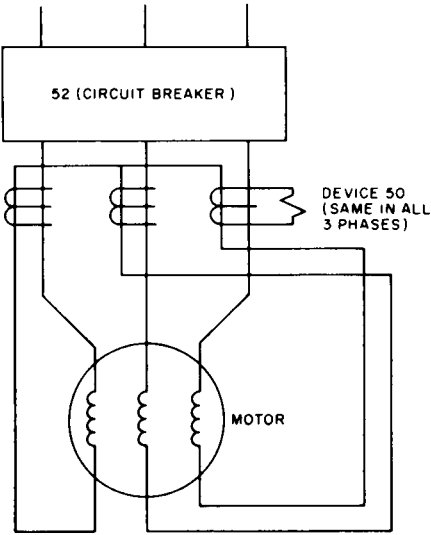 52 (CIRCUIT BREAKER)
DEVICE 50
(SAME IN ALL
3 PHASES)
MOTOR